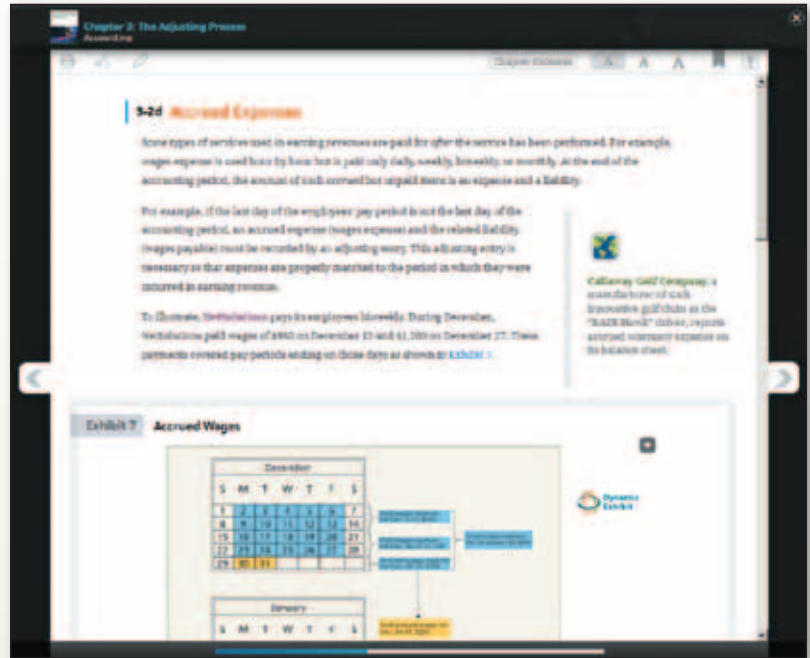 Chapter 3: The Adjusting Process
Accounting
A A A
3-2d Accrued Expenses
Some types of services used in earning revenues are paid for after the service has been performed. For example,
wages expense is used hour by hour but is paid only daily, weekly, biweekly, or monthly. At the end of the
accounting period, the amount of such accrued but unpaid items is an expense and a liability.
For example, if the last day of the employees' pay period is not the last day of the
accounting period, an accrued expense (wages expense) and the related liability
(wages payable) must be recorded by an adjusting entry. This adjusting entry is
necessary so that expenses are properly matched to the period in which they were
incurred in earning revenue.
To illustrate, NetSolutions pays its employees biweekly. During December,
NetSolutions paid wages of $950 on December 13 and $1,200 on December 27. These
payments covered pay periods ending on those days as shown in Exhibit 7.
Callaway Golf Company, a
manufacturer of such
innovative golf clubs as the
driver, reports
accrued warranty expense on
its balance sheet.
Exhibit 7 Accrued Wages
Dynamic
Exhibit
December
S M T W T F S
1 2 3 4 5 6 7
8 9 10 11 12 13 14
15 16 17 18 19 20 21
22 23 24 25 26 27 28
29 30 31
January
S M T W T F S